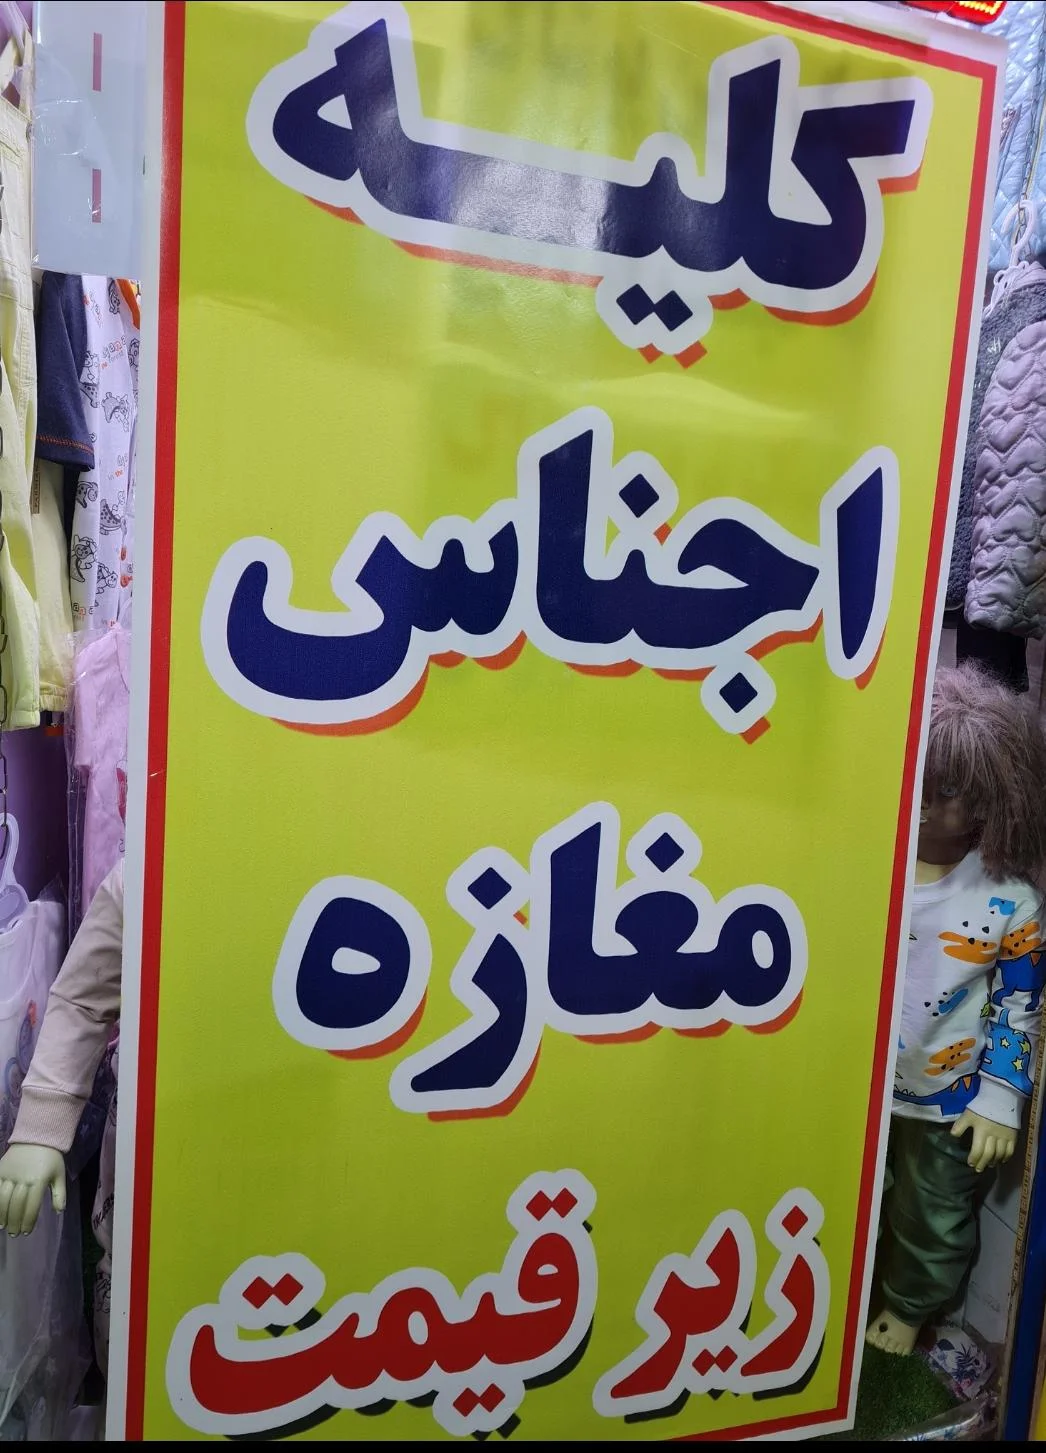 کلیه
اجناس
مغازه
زیر قیمت